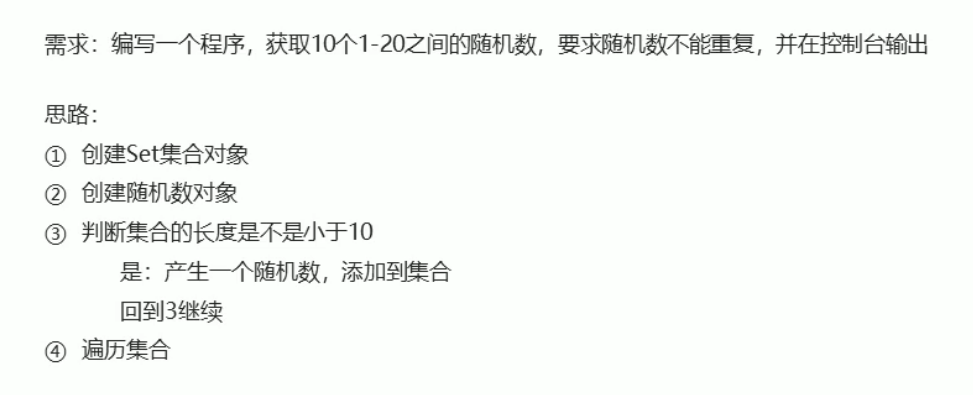 需求：编写一个程序，获取10个1-20之间的随机数，要求随机数不能重复，并在控制台输出
思路：
① 创建Set集合对象
② 创建随机数对象
③ 判断集合的长度是不是小于10
是：产生一个随机数，添加到集合
回到3继续
④ 遍历集合